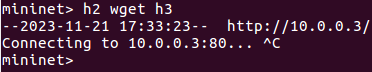 mininet> h2 wget h3
--2023-11-21 17:33:23--  http://10.0.0.3/
Connecting to 10.0.0.3:80... ^C
mininet>